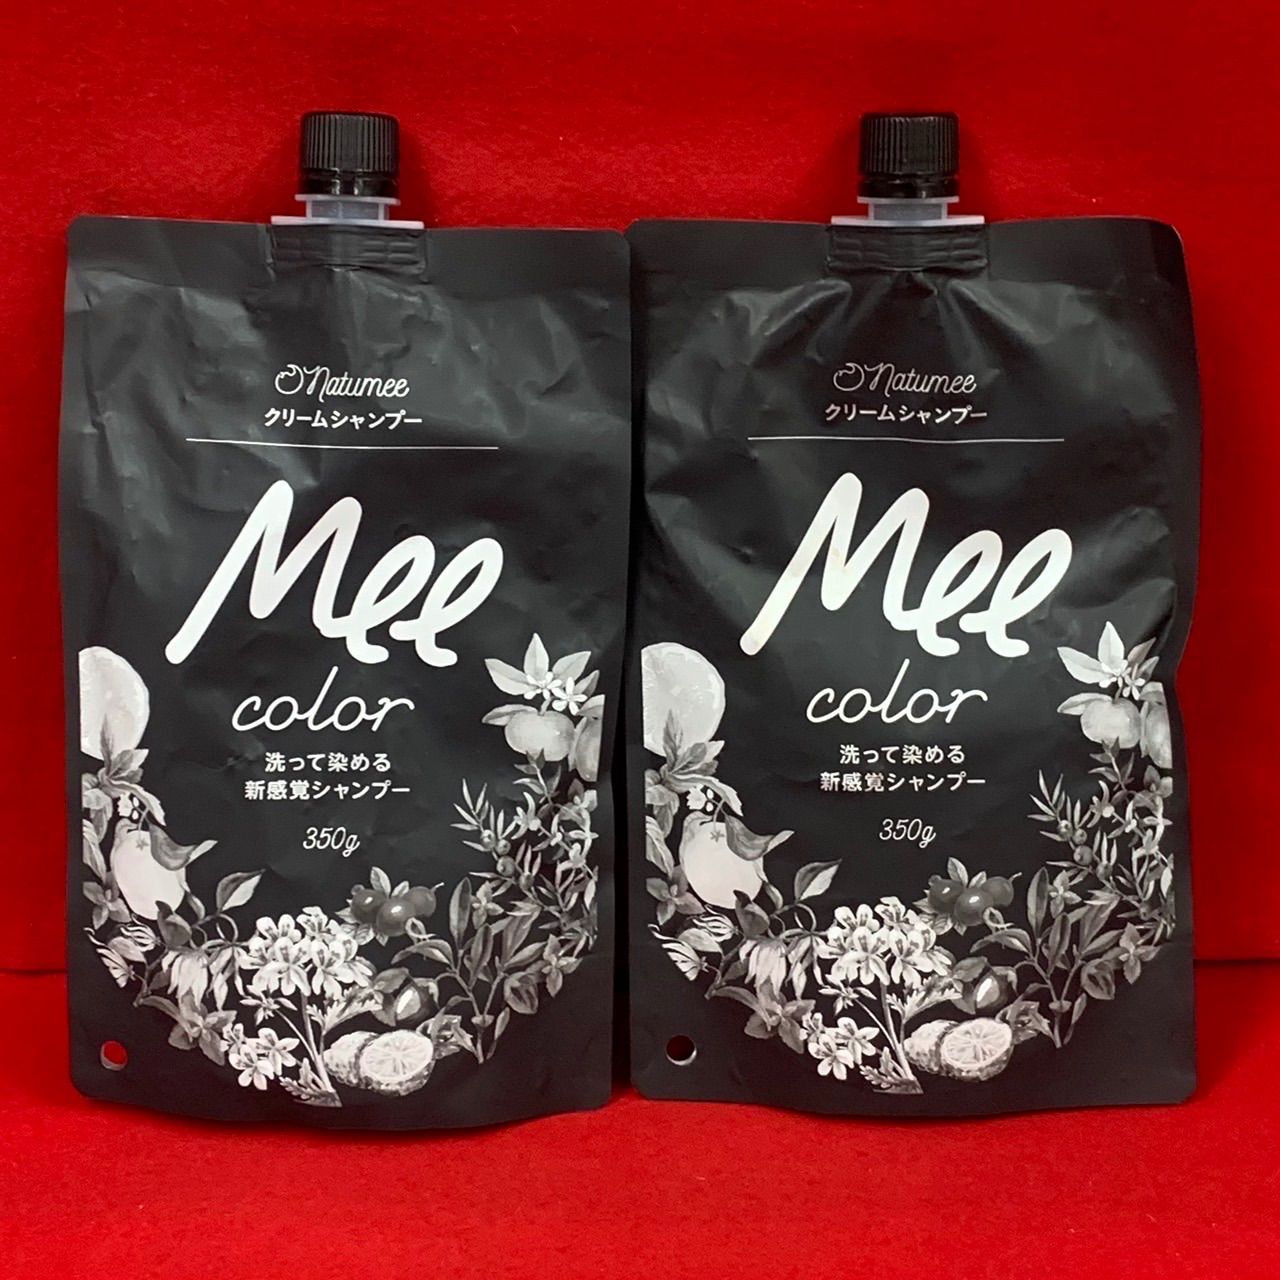 Natumee
クリームシャンプー
Mee
color
洗って染める
新感覚シャンプー
350g
Natumee
クリームシャンプー
Mee
color
洗って染める
新感覚シャンプー
350g